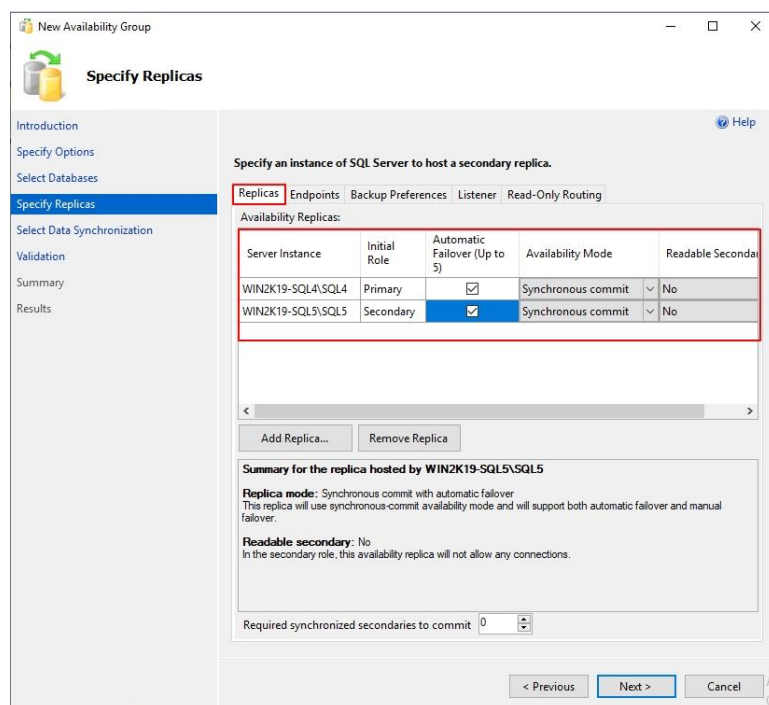 New Availability Group
Specify Replicas
Help
Introduction
Specify Options
Select Databases
Specify Replicas
Select Data Synchronization
Validation
Summary
Results
Specify an instance of SQL Server to host a secondary replica.
Replicas Endpoints Backup Preferences Listener Read-Only Routing
Availability Replicas:
Server Instance Initial Role Automatic Failover (Up to 5) Availability Mode Readable Secondar
WIN2K19-SQL4\SQL4 Primary Synchronous commit No
WIN2K19-SQL5\SQL5 Secondary Synchronous commit No
Add Replica... Remove Replica
Summary for the replica hosted by WIN2K19-SQL5\SQL5
Replica mode: Synchronous commit with automatic failover
This replica will use synchronous-commit availability mode and will support both automatic failover and manual
failover.
Readable secondary: No
In the secondary role, this availability replica will not allow any connections.
Required synchronized secondaries to commit 0
< Previous Next > Cancel